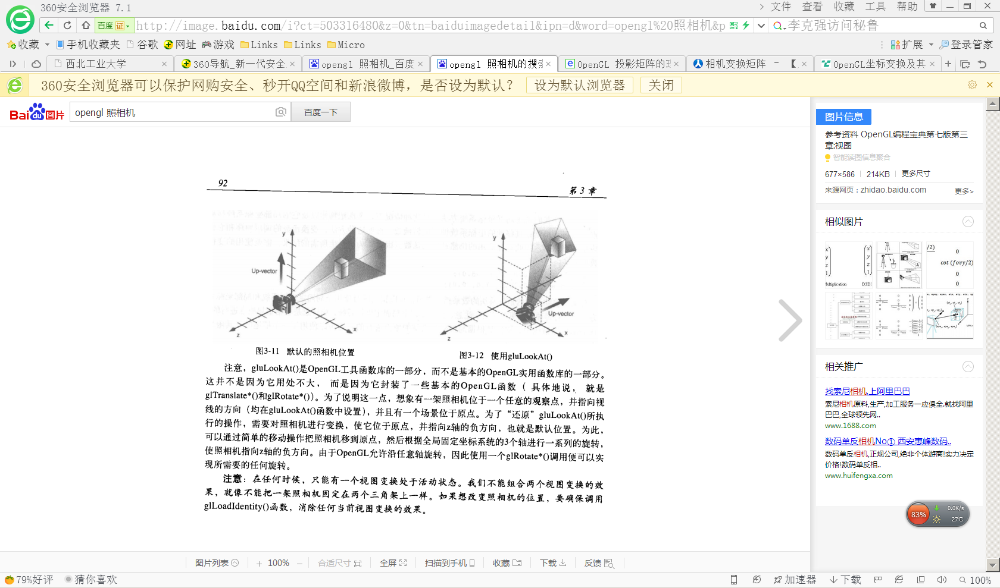 360安全浏览器 7.1
文件 查看 收藏 工具 帮助
百度 证 http://image.baidu.com/i?ct=503316480&z=0&tn=baiduimagedetail&ipn=d&word=opengl%20照相机&p
李克强访问秘鲁
收藏 手机收藏夹 谷歌 网址 游戏 Links Links Micro
扩展 登录管家
西北工业大学
360导航_新一代安全
opengl 照相机_百度
opengl 照相机的搜索
OpenGL 投影矩阵的
相机变换矩阵 - 【
OpenGL坐标变换及其
360安全浏览器可以保护网购安全、秒开QQ空间和新浪微博，是否设为默认？ 设为默认浏览器 关闭
Bai du 图片 opengl 照相机 百度一下
92
第 3 章
y
Up-vector
z
x
y
Up-vector
z
x
图3-11 默认的照相机位置
图3-12 使用gluLookAt()
注意，gluLookAt()是OpenGL工具函数库的一部分，而不是基本的OpenGL实用函数库的一部分。
这并不是因为它用处不大， 而是因为它封装了一些基本的OpenGL函数（ 具体地说， 就是
glTranslate*()和glRotate*()）。为了说明这一点，想象有一架照相机位于一个任意的观察点，并指向视
线的方向（均在gluLookAt()函数中设置），并且有一个场景位于原点。为了“还原”gluLookAt()所执
行的操作，需要对照相机进行变换，使它位于原点，并指向z轴的负方向，也就是默认位置。为此，
可以通过简单的移动操作把照相机移到原点，然后根据全局固定坐标系统的3个轴进行一系列的旋转，
使照相机指向z轴的负方向。由于OpenGL允许沿任意轴旋转，因此使用一个glRotate*()调用便可以实
现所需要的任何旋转。
注意：在任何时候，只能有一个视图变换处于活动状态。我们不能组合两个视图变换的效
果，就像不能把一架照相机固定在两个三角架上一样。如果想改变照相机的位置，要确保调用
glLoadIdentity()函数，消除任何当前视图变换的效果。
图片信息
参考资料 OpenGL编程宝典第七版第三
章:视图
智能读图信息聚合
677×586 214KB 更多尺寸
来源网页：zhidao.baidu.com 更多>
相似图片
x
y
z
1
x
y
z
1
D3D
/2)
0
cot (fovy/2)
0
0
相关推广
找索尼相机,上阿里巴巴
索尼相机原料,生产,加工服务一应俱全.就找阿里
巴巴,全球领先网..
www.1688.com
数码单反相机No① 西安惠峰数码..
数码单反相机,正规公司,绝非个体游商!实力决定
价格!数码单反相..
www.huifengxa.com
83% 0.0K/s
27℃
图片列表 + 100% − 合适尺寸 全屏 扫描到手机 收藏 下载 反馈
79%好评 猜你喜欢
加速器 下载 100%